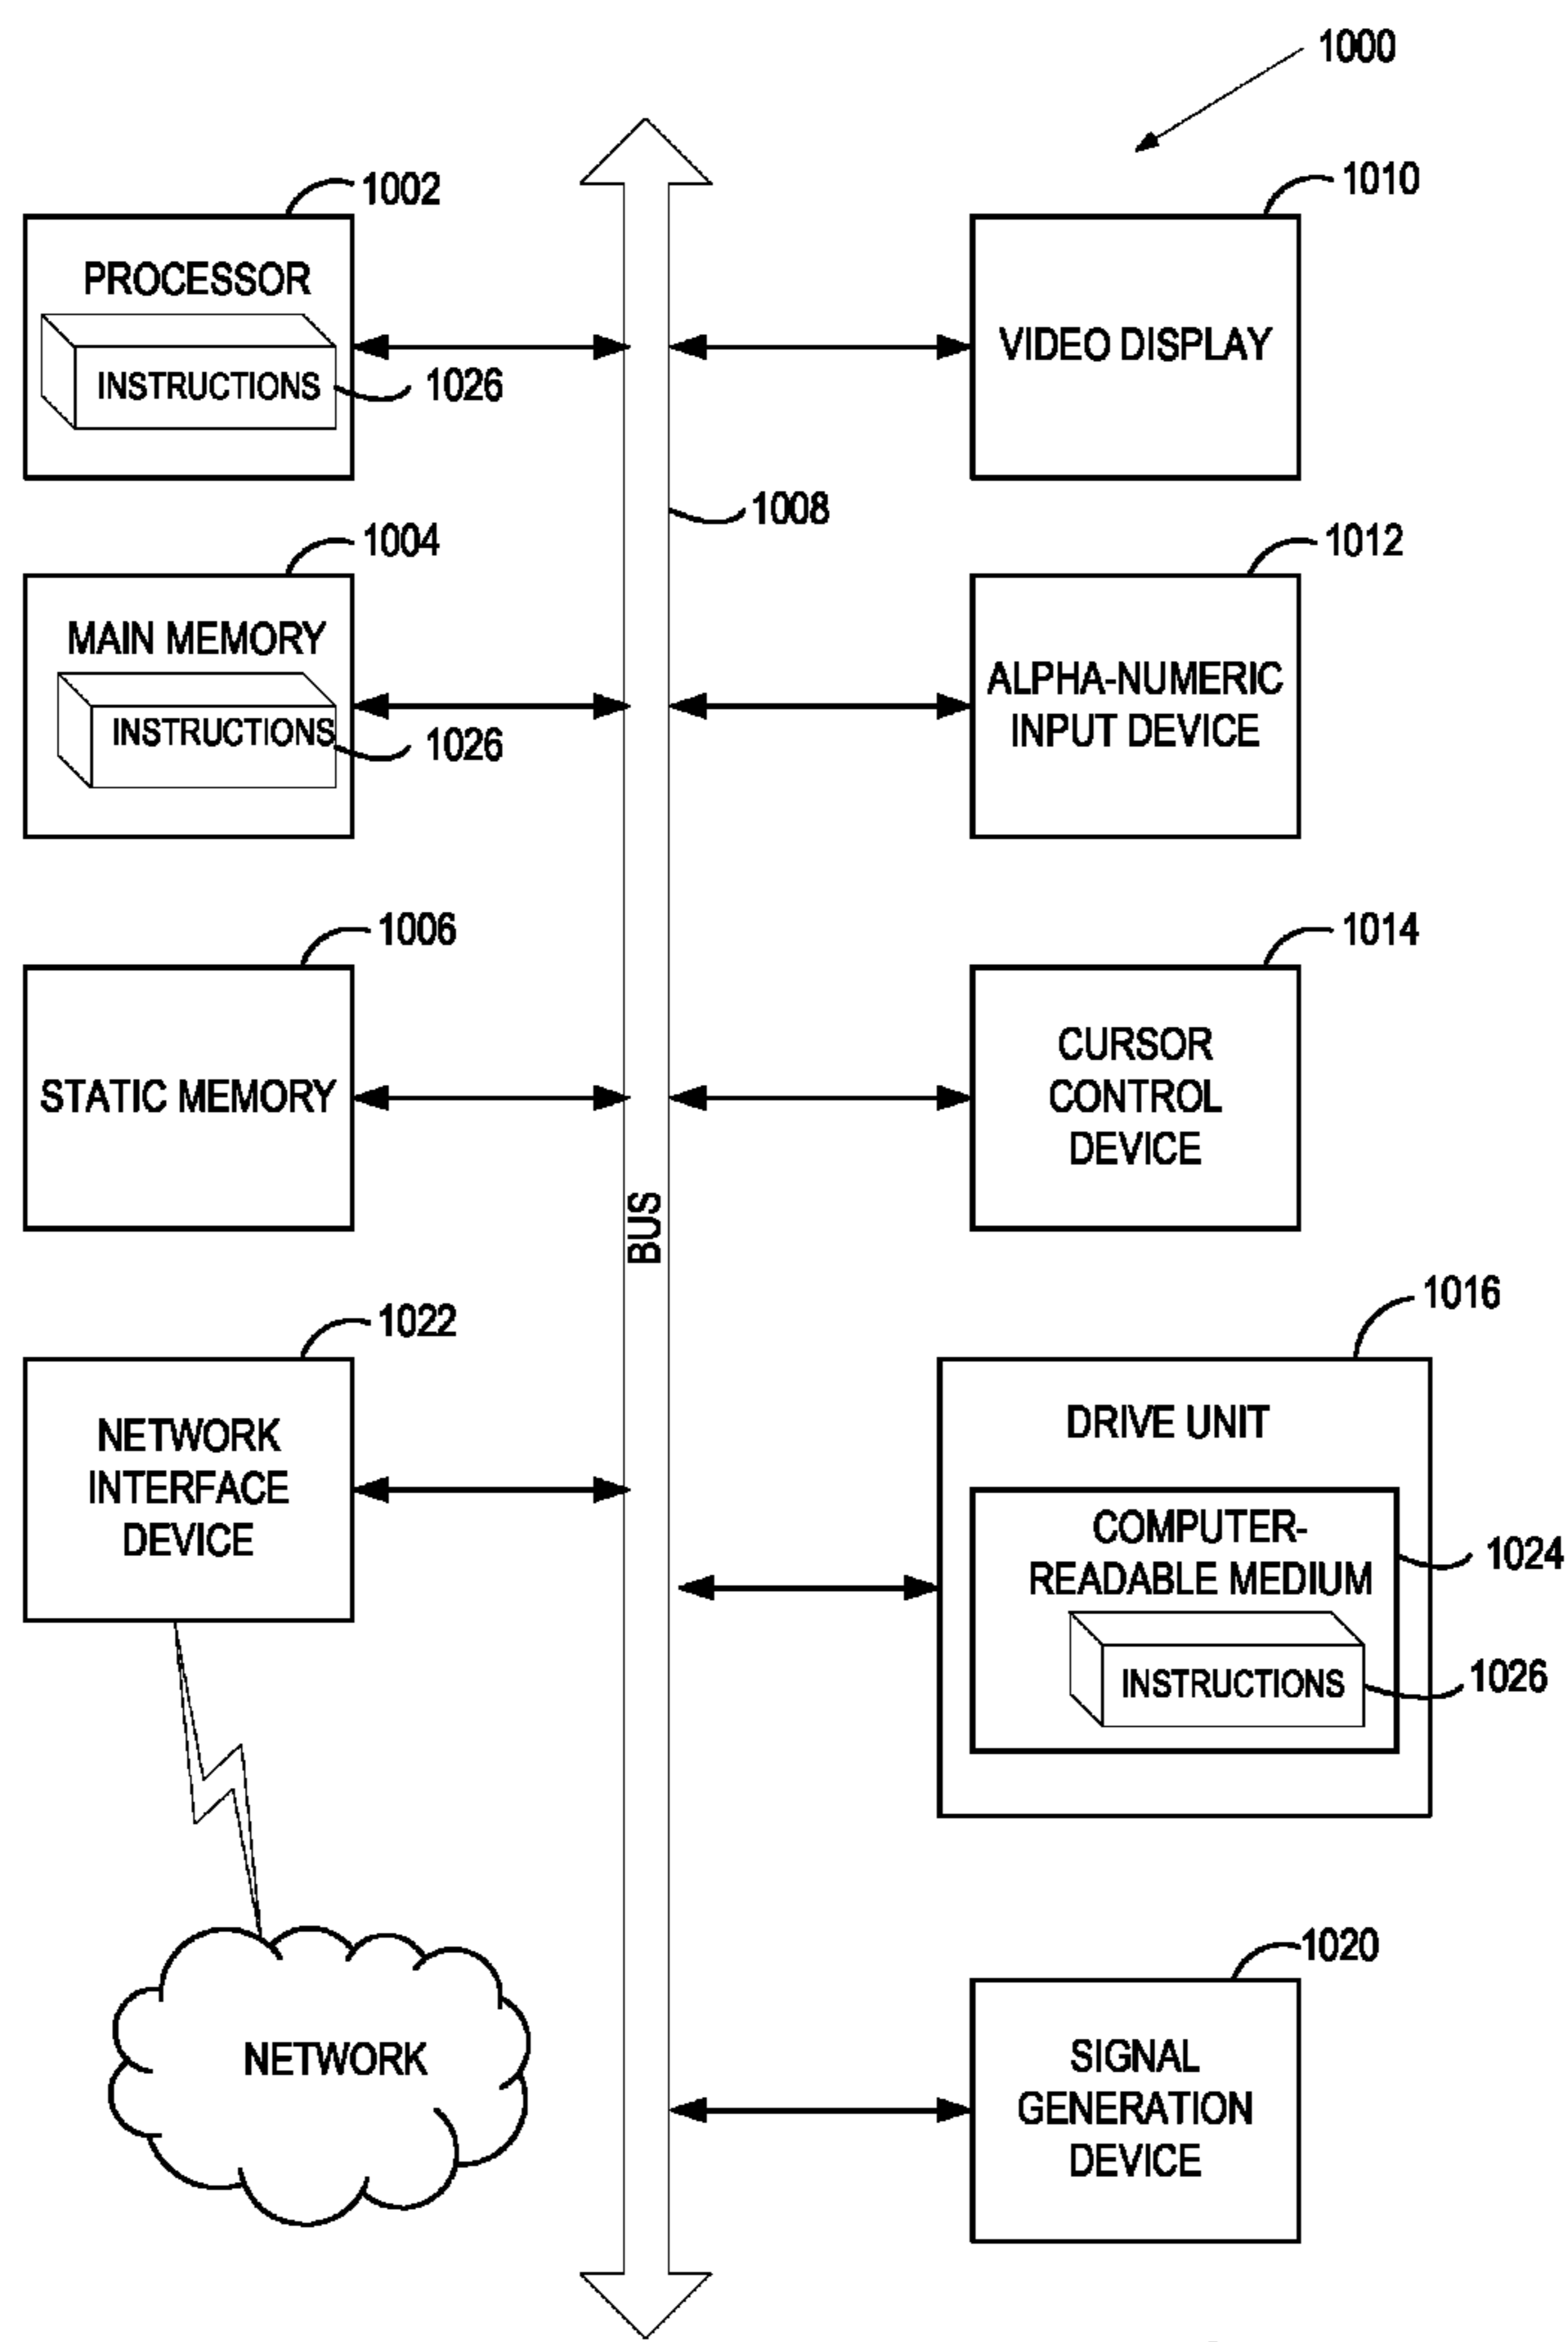 1000
1002
PROCESSOR
INSTRUCTIONS
1026
1010
VIDEO DISPLAY
1008
1004
MAIN MEMORY
INSTRUCTIONS
1026
1012
ALPHA-NUMERIC
INPUT DEVICE
1006
STATIC MEMORY
1014
CURSOR
CONTROL
DEVICE
BUS
1022
NETWORK
INTERFACE
DEVICE
1016
DRIVE UNIT
COMPUTER-
READABLE MEDIUM
1024
INSTRUCTIONS
1026
NETWORK
1020
SIGNAL
GENERATION
DEVICE